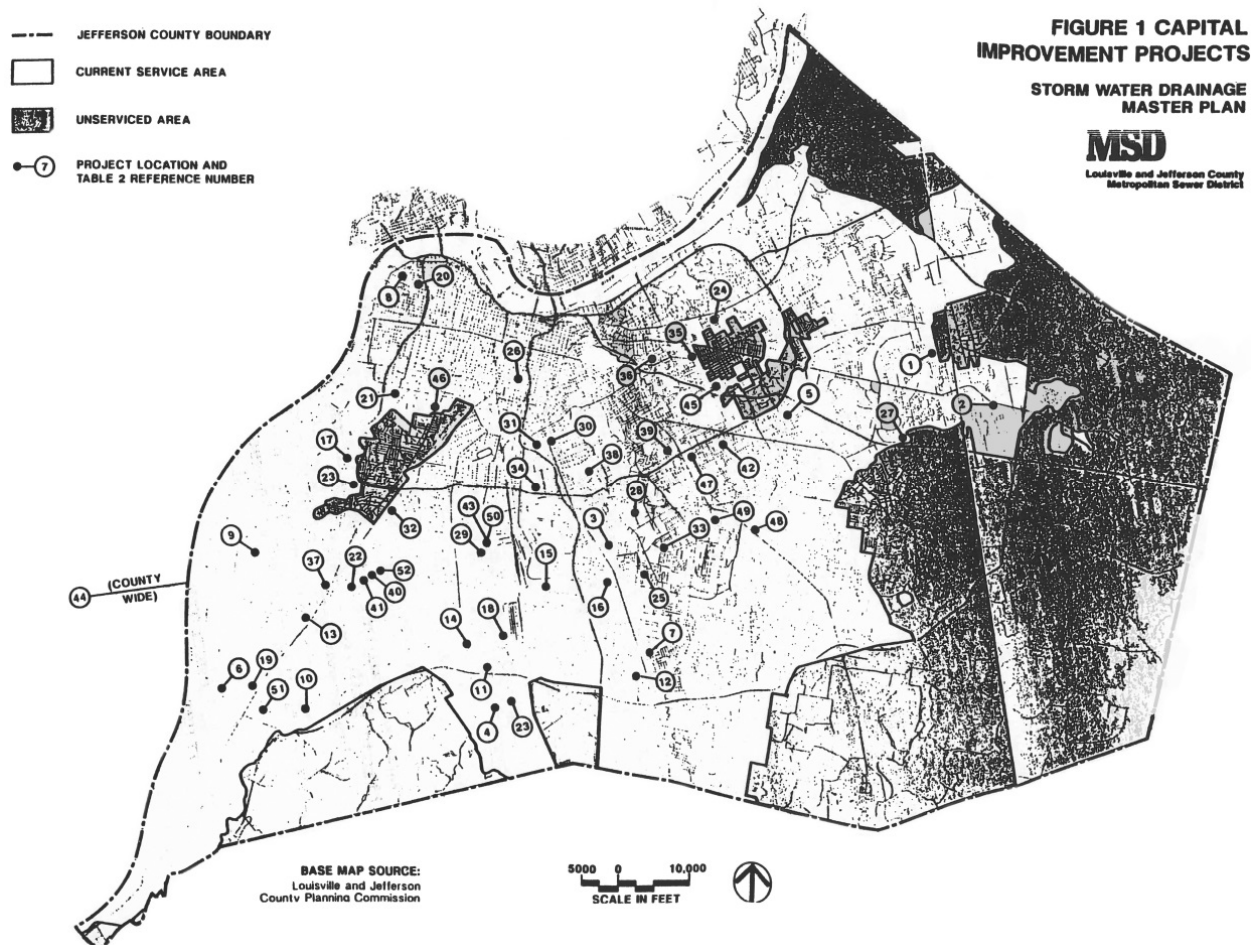 FIGURE 1 CAPITAL
IMPROVEMENT PROJECTS
STORM WATER DRAINAGE
MASTER PLAN
MSD
Louisville and Jefferson County
Metropolitan Sewer District
JEFFERSON COUNTY BOUNDARY
CURRENT SERVICE AREA
UNSERVICED AREA
7
PROJECT LOCATION AND
TABLE 2 REFERENCE NUMBER
8
20
24
35
36
26
1
46
21
45
5
2
27
31
30
39
17
38
42
34
47
23
28
43
50
49
48
32
3
33
9
29
15
37
22
52
44
(COUNTY
WIDE)
40
41
16
25
13
14
18
7
6
19
51
10
11
12
4
23
BASE MAP SOURCE:
Louisville and Jefferson
County Planning Commission
5000 0 10,000
SCALE IN FEET